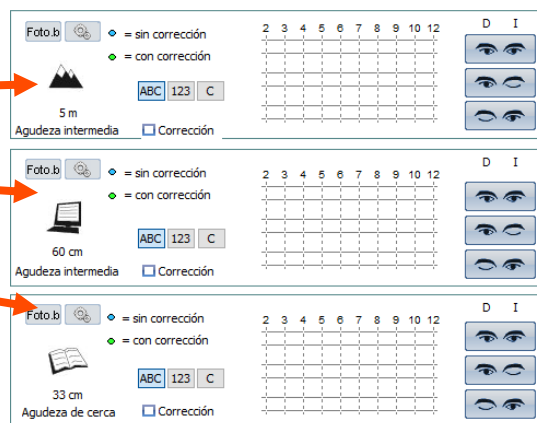 Foto.b = sin corrección 2 3 4 5 6 7 8 9 10 12 D I
= con corrección
ABC 123 C
5 m
Agudeza intermedia Corrección
Foto.b = sin corrección 2 3 4 5 6 7 8 9 10 12 D I
= con corrección
ABC 123 C
60 cm
Agudeza intermedia Corrección
Foto.b = sin corrección 2 3 4 5 6 7 8 9 10 12 D I
= con corrección
ABC 123 C
33 cm
Agudeza de cerca Corrección